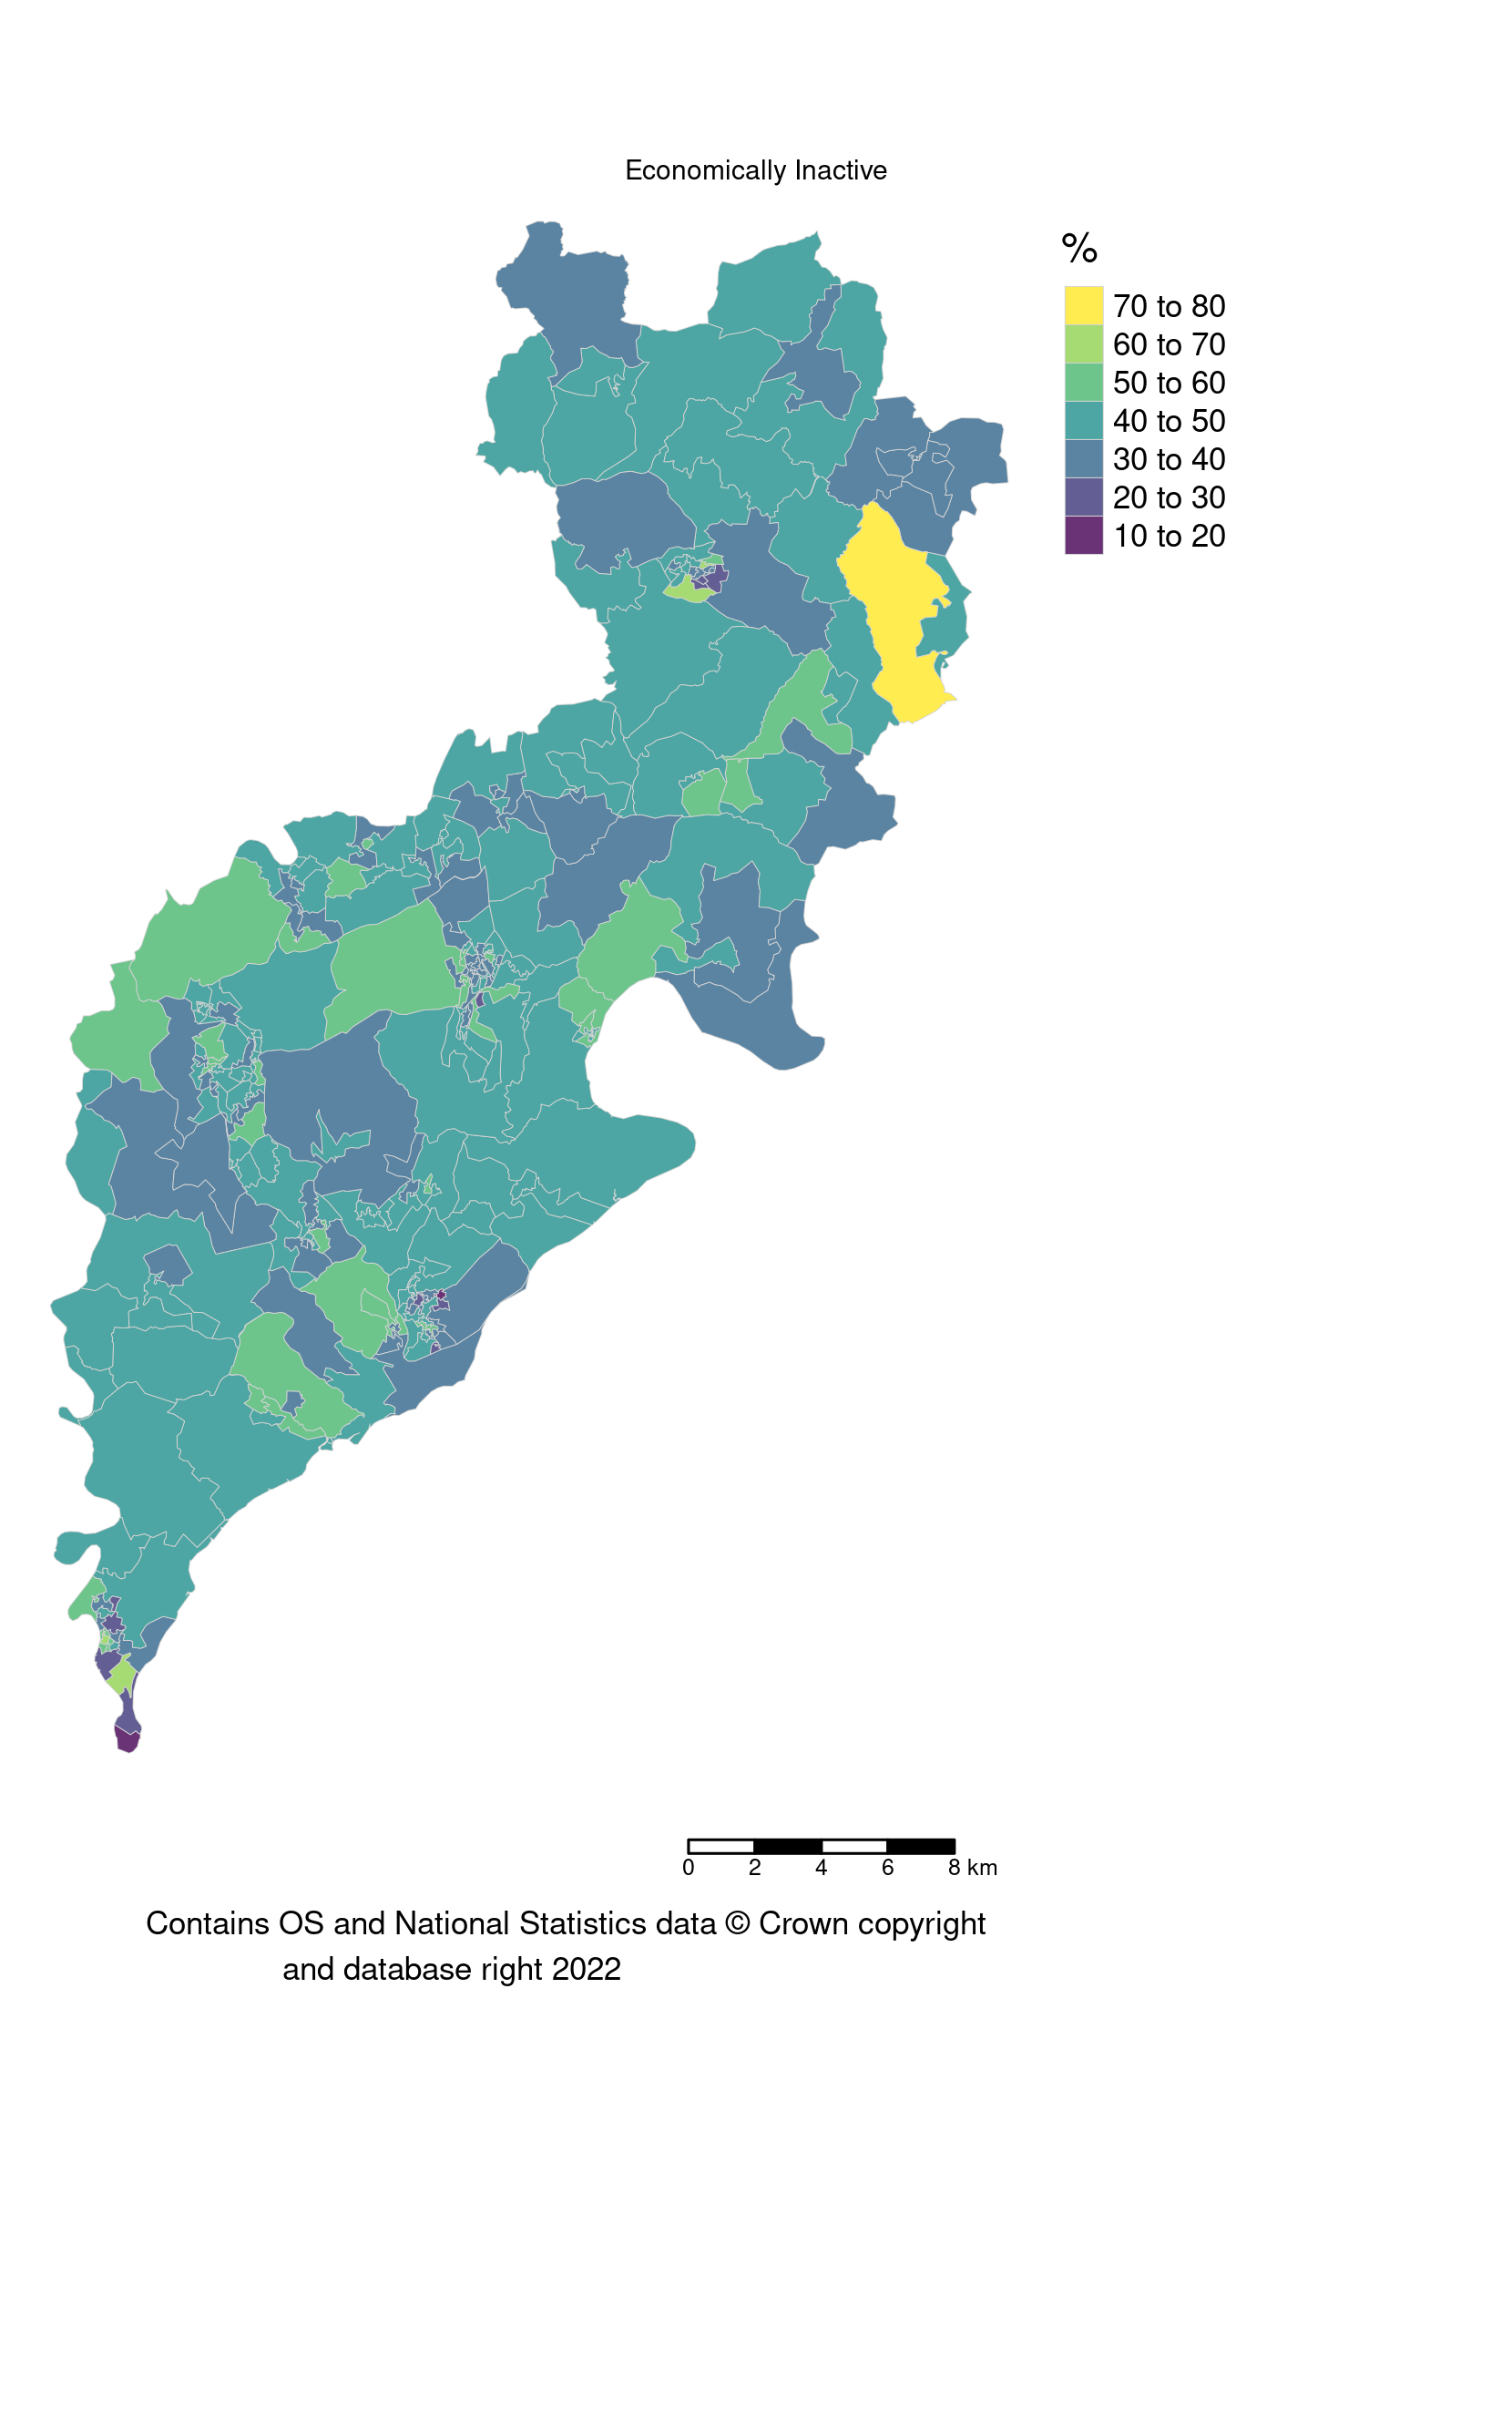 Economically Inactive
%
70 to 80
60 to 70
50 to 60
40 to 50
30 to 40
20 to 30
10 to 20
0 2 4 6 8 km
Contains OS and National Statistics data © Crown copyright
and database right 2022